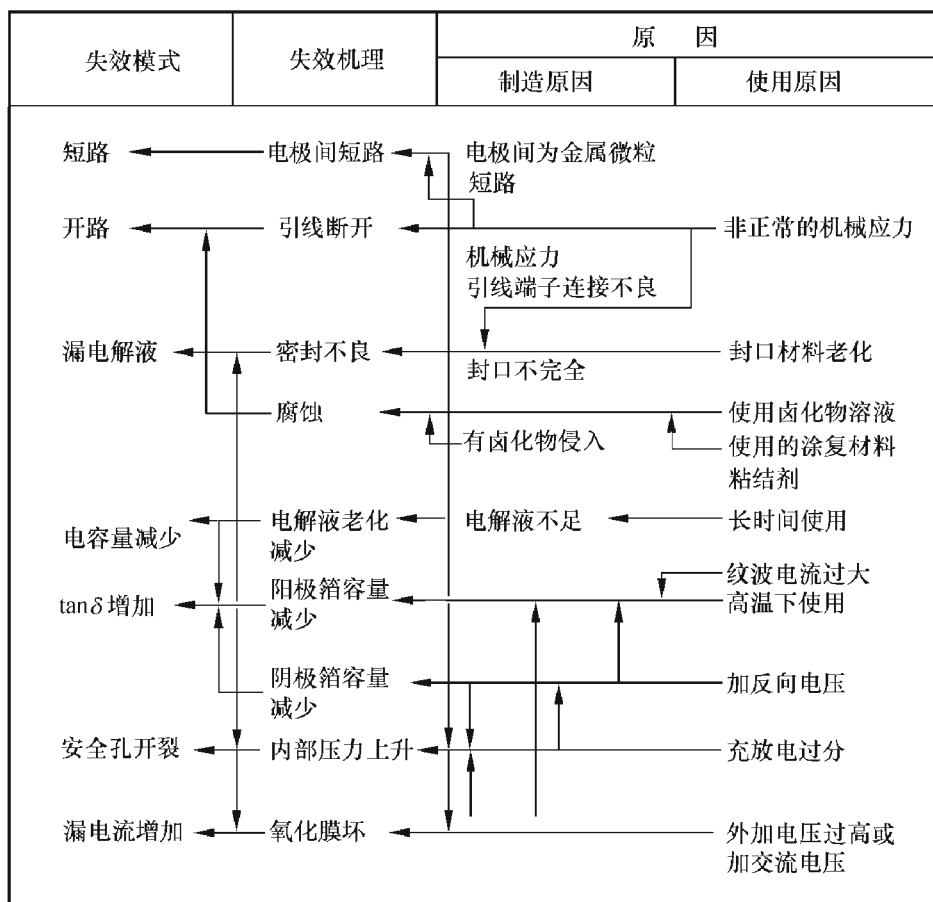 失效模式
失效机理
原 因
制造原因
使用原因
短路
电极间短路
电极间为金属微粒
短路
开路
引线断开
非正常的机械应力
机械应力
引线端子连接不良
漏电解液
密封不良
封口材料老化
封口不完全
腐蚀
使用卤化物溶液
有卤化物侵入
使用的涂复材料
粘结剂
电容量减少
电解液老化
减少
电解液不足
长时间使用
纹波电流过大
tanδ增加
阳极箔容量
减少
高温下使用
阴极箔容量
减少
加反向电压
安全孔开裂
内部压力上升
充放电过分
漏电流增加
氧化膜坏
外加电压过高或
加交流电压